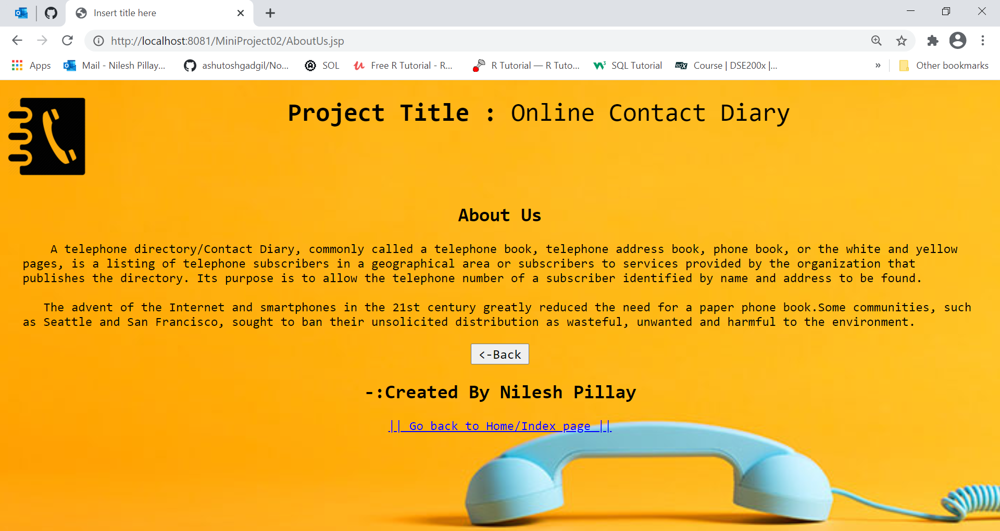 Insert title here
http://localhost:8081/MiniProject02/AboutUs.jsp
Apps
Mail - Nilesh Pillay...
ashutoshgadgil/No...
SOL
Free R Tutorial - R...
R Tutorial — R Tuto...
SQL Tutorial
Course | DSE200x |...
»
Other bookmarks
Project Title : Online Contact Diary
About Us
A telephone directory/Contact Diary, commonly called a telephone book, telephone address book, phone book, or the white and yellow
pages, is a listing of telephone subscribers in a geographical area or subscribers to services provided by the organization that
publishes the directory. Its purpose is to allow the telephone number of a subscriber identified by name and address to be found.
The advent of the Internet and smartphones in the 21st century greatly reduced the need for a paper phone book.Some communities, such
as Seattle and San Francisco, sought to ban their unsolicited distribution as wasteful, unwanted and harmful to the environment.
<-Back
-:Created By Nilesh Pillay
|| Go back to Home/Index page ||